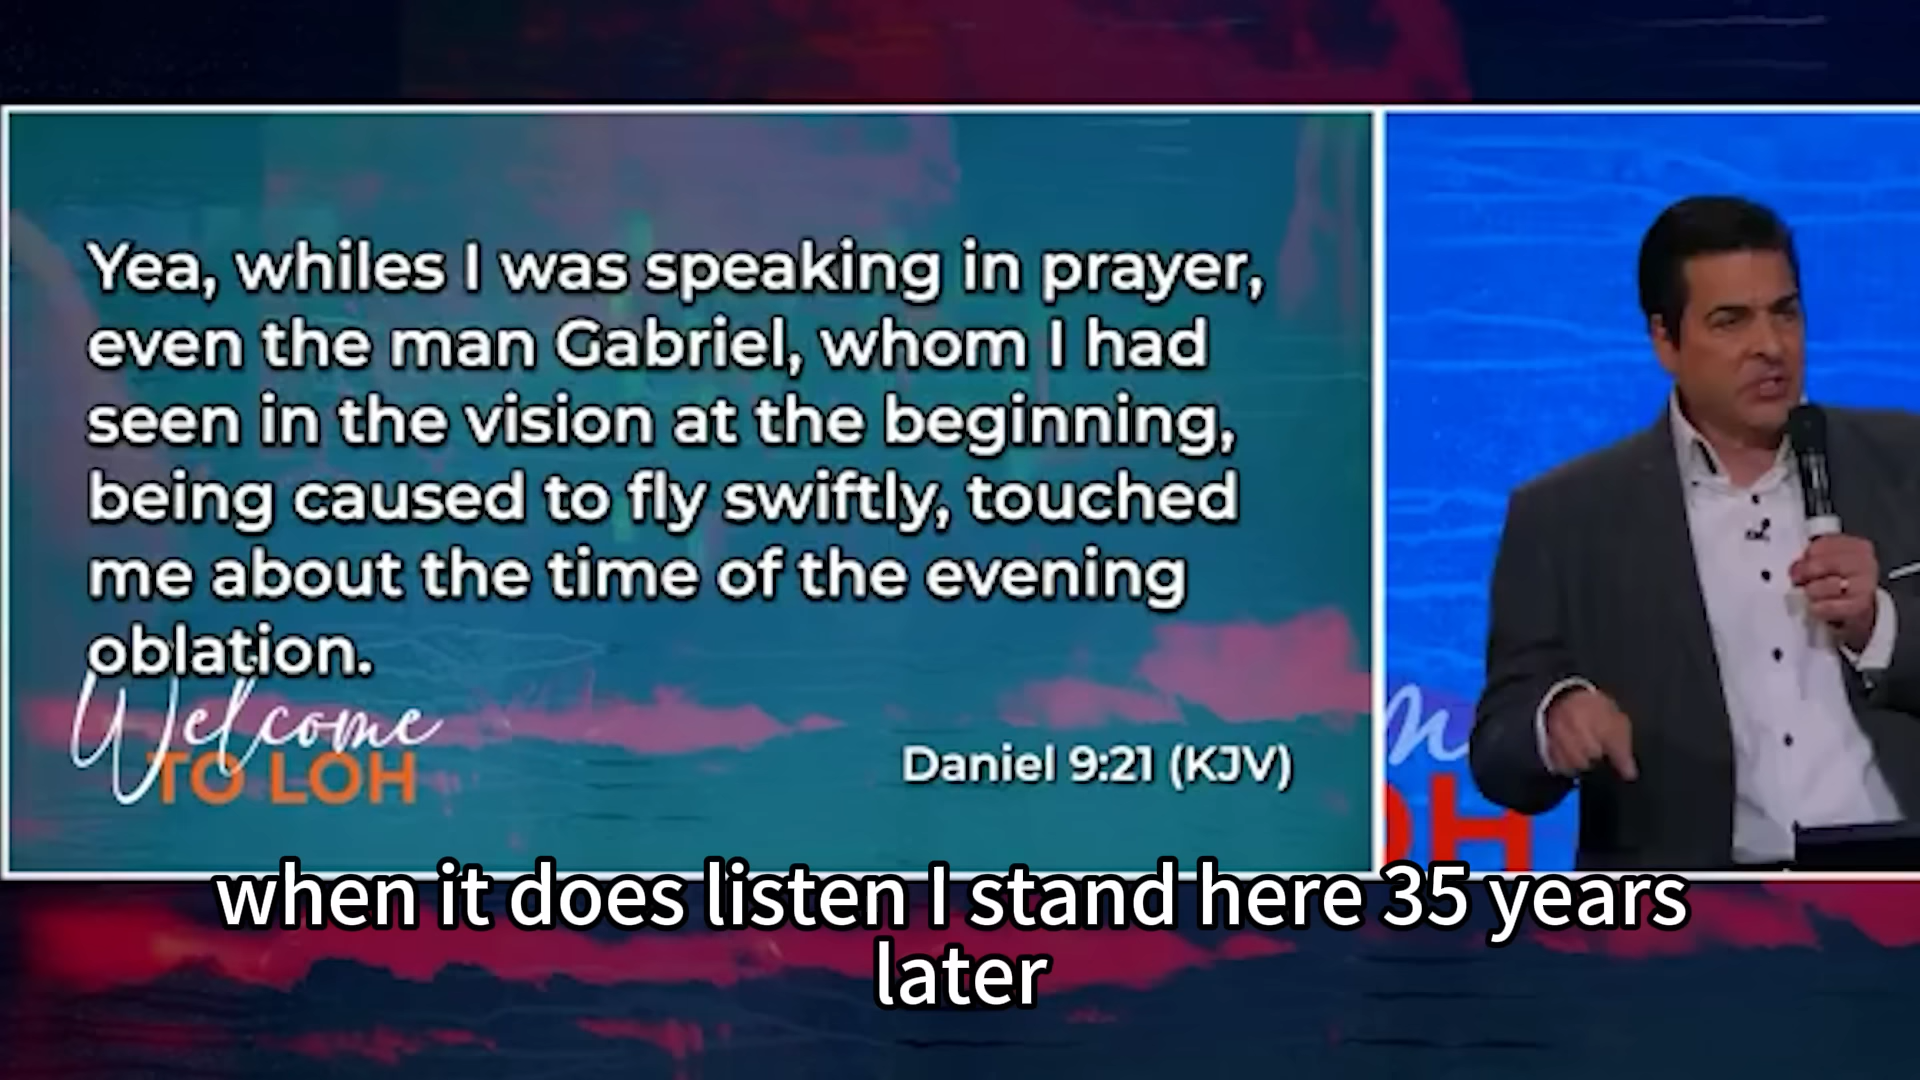 Yea, whiles I was speaking in prayer,
even the man Gabriel, whom I had
seen in the vision at the beginning,
being caused to fly swiftly, touched
me about the time of the evening
oblation.
Welcome
TO LOH
Daniel 9:21 (KJV)
when it does listen I stand here 35 years
later